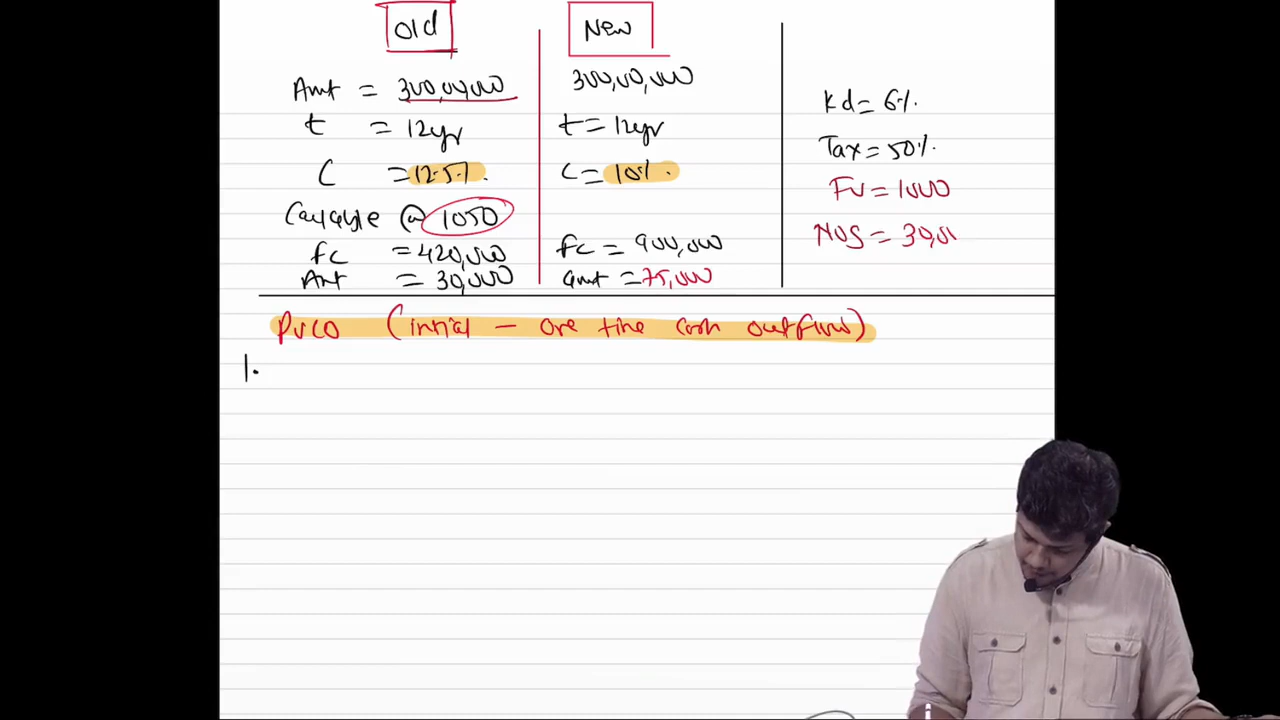 Old
New
Amt = 300,00,000
300,00,000
t = 12yr
t = 12yr
C = 12.5%.
C = 10%.
Callable @ 1050
fc = 420,000
fc = 900,000
Amt = 30,000
amt = 75,000
Kd = 6%.
Tax = 50%.
FV = 1000
NOS = 30,00
PVCO (initial - one time cash outflow)
1.